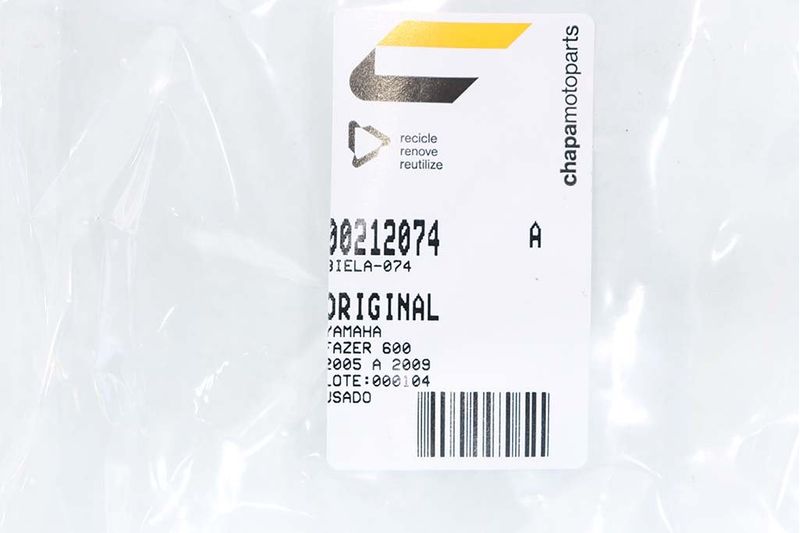 chapamotoparts
recicle
renove
reutilize
00212074 A
BIELA-074
ORIGINAL
YAMAHA
FAZER 600
2005 A 2009
LOTE:000104
USADO